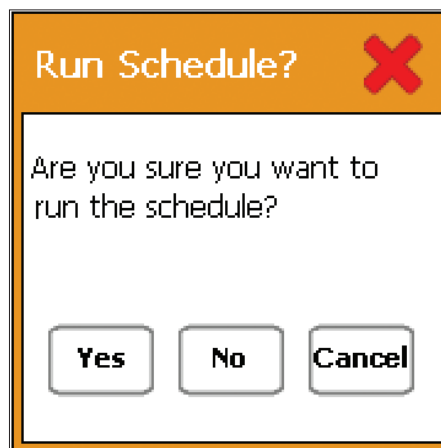 Run Schedule?
Are you sure you want to
run the schedule?
Yes No Cancel